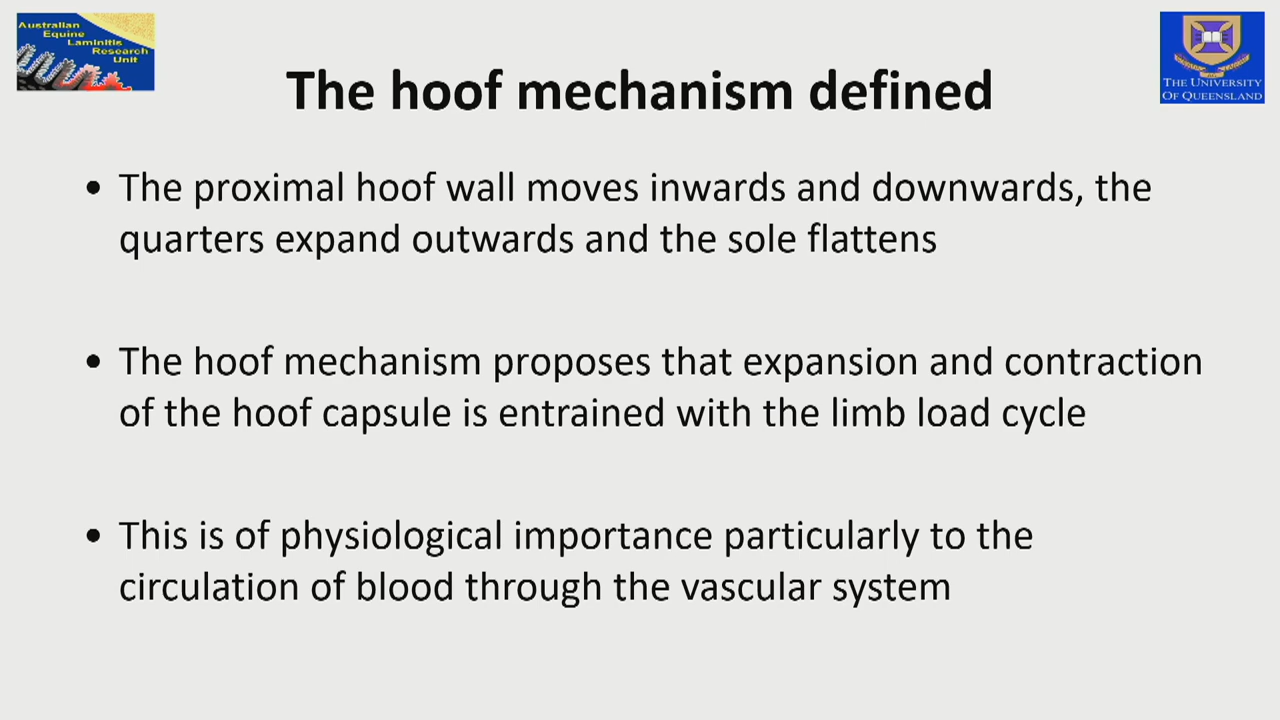 Australian
Equine
Laminitis
Research
Unit
THE UNIVERSITY
OF QUEENSLAND
The hoof mechanism defined
• The proximal hoof wall moves inwards and downwards, the
quarters expand outwards and the sole flattens
• The hoof mechanism proposes that expansion and contraction
of the hoof capsule is entrained with the limb load cycle
• This is of physiological importance particularly to the
circulation of blood through the vascular system